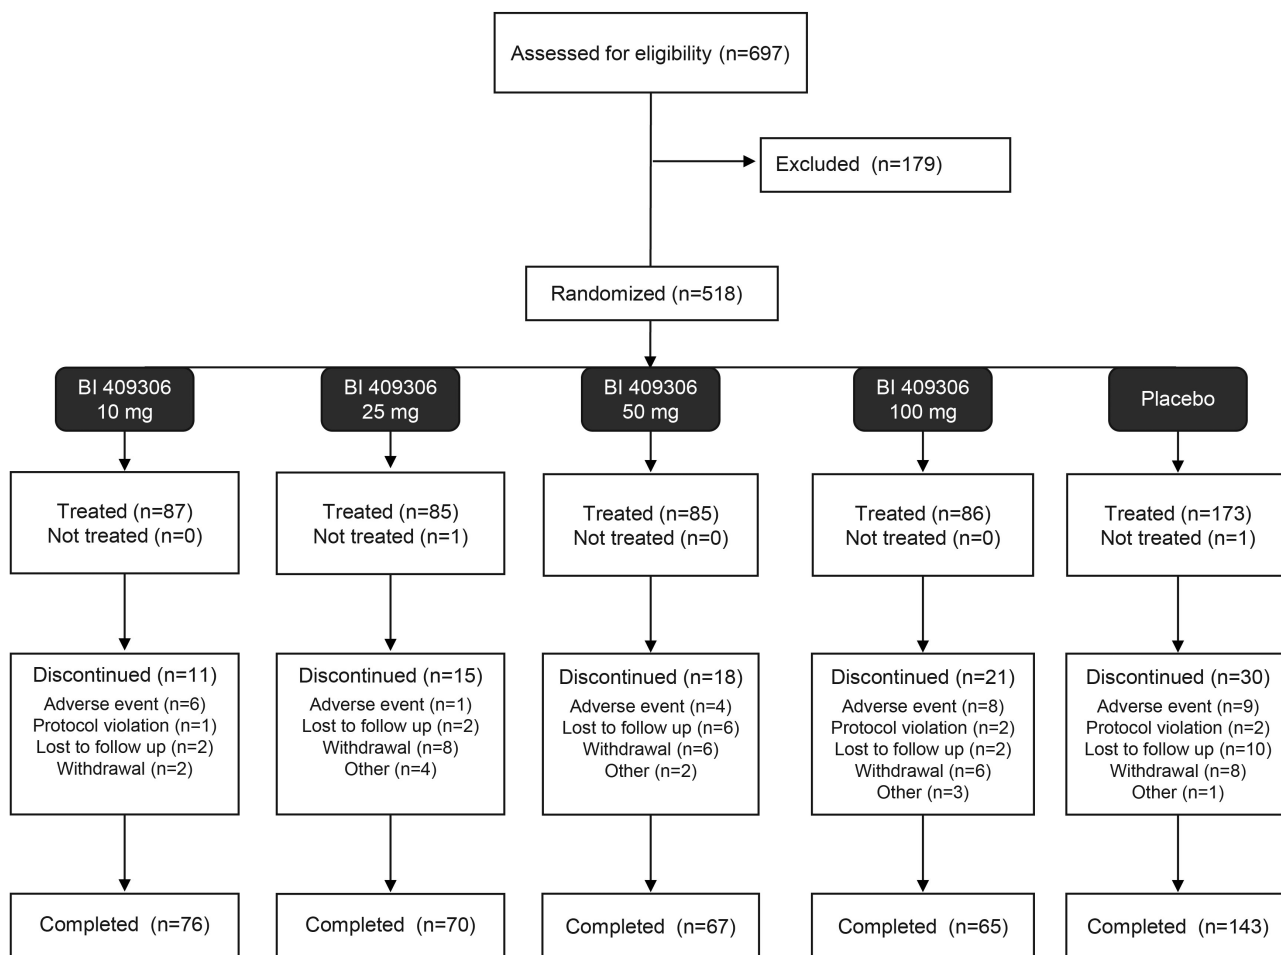 Assessed for eligibility (n=697)
Excluded (n=179)
Randomized (n=518)
BI 409306
10 mg
BI 409306
25 mg
BI 409306
50 mg
BI 409306
100 mg
Placebo
Treated (n=87)
Not treated (n=0)
Treated (n=85)
Not treated (n=1)
Treated (n=85)
Not treated (n=0)
Treated (n=86)
Not treated (n=0)
Treated (n=173)
Not treated (n=1)
Discontinued (n=11)
Adverse event (n=6)
Protocol violation (n=1)
Lost to follow up (n=2)
Withdrawal (n=2)
Discontinued (n=15)
Adverse event (n=1)
Lost to follow up (n=2)
Withdrawal (n=8)
Other (n=4)
Discontinued (n=18)
Adverse event (n=4)
Lost to follow up (n=6)
Withdrawal (n=6)
Other (n=2)
Discontinued (n=21)
Adverse event (n=8)
Protocol violation (n=2)
Lost to follow up (n=2)
Withdrawal (n=6)
Other (n=3)
Discontinued (n=30)
Adverse event (n=9)
Protocol violation (n=2)
Lost to follow up (n=10)
Withdrawal (n=8)
Other (n=1)
Completed (n=76)
Completed (n=70)
Completed (n=67)
Completed (n=65)
Completed (n=143)